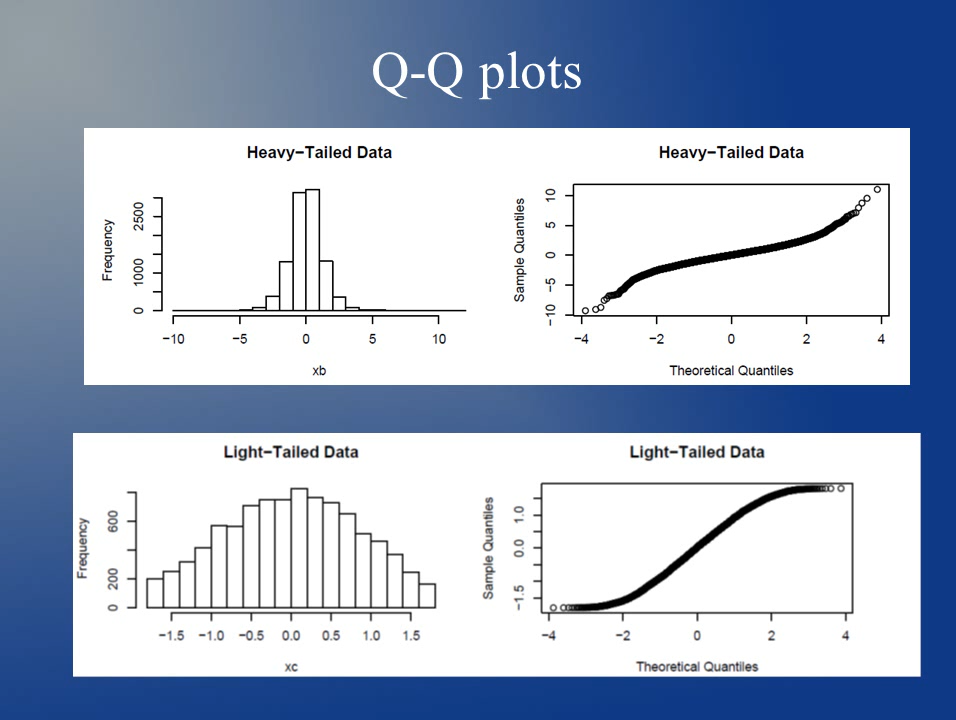 Q-Q plots
Heavy−Tailed Data
Heavy−Tailed Data
Frequency
0 1000 2500
−10 −5 0 5 10
xb
Sample Quantiles
−10 −5 0 5 10
−4 −2 0 2 4
Theoretical Quantiles
Light−Tailed Data
Light−Tailed Data
Frequency
0 200 600
−1.5 −1.0 −0.5 0.0 0.5 1.0 1.5
xc
Sample Quantiles
−1.5 0.0 1.0
−4 −2 0 2 4
Theoretical Quantiles